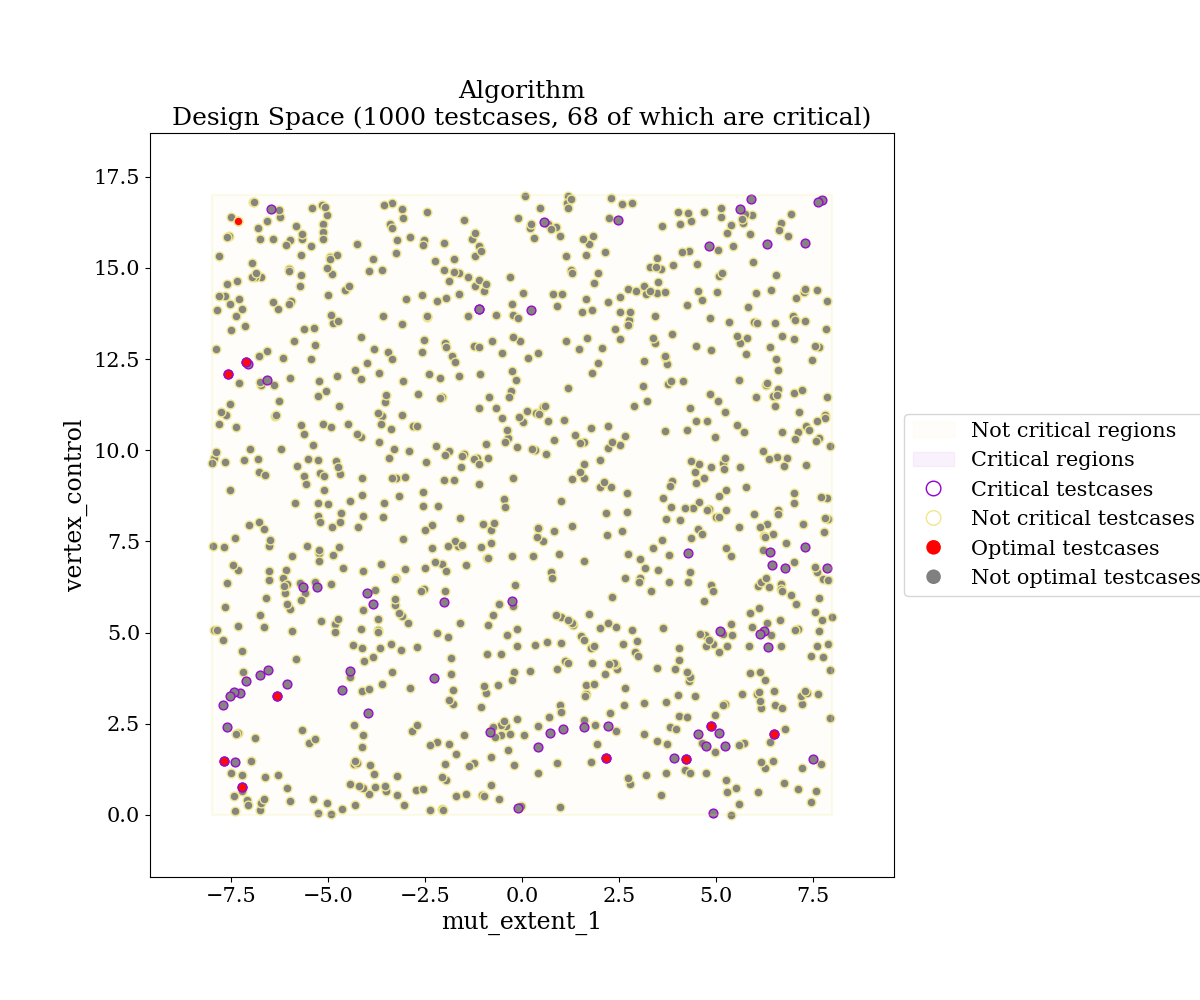 Algorithm
Design Space (1000 testcases, 68 of which are critical)
17.5
15.0
12.5
10.0
7.5
5.0
2.5
0.0
vertex_control
−7.5
−5.0
−2.5
0.0
2.5
5.0
7.5
mut_extent_1
Not critical regions
Critical regions
Critical testcases
Not critical testcases
Optimal testcases
Not optimal testcases